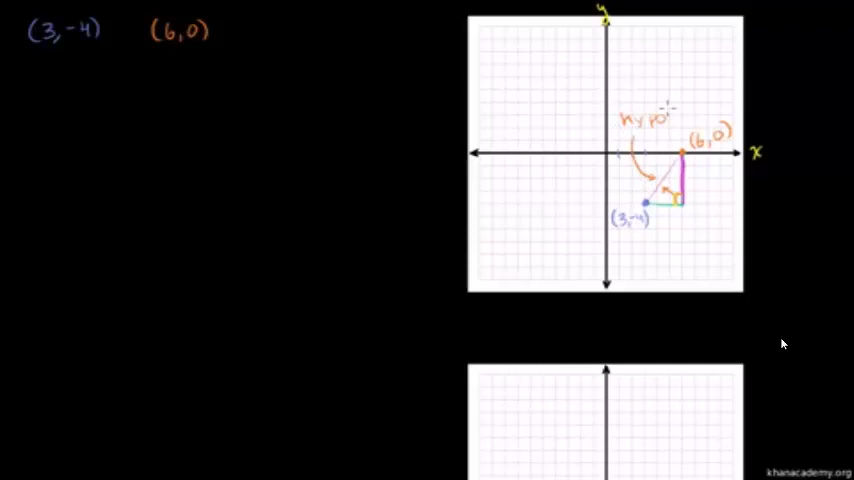 (3,-4) (6,0)
y
hypo
(6,0)
x
(3,-4)
khanacademy.org